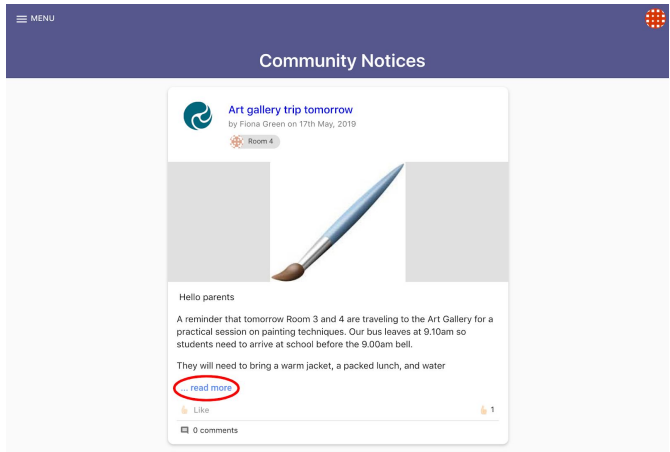 MENU
Community Notices
Art gallery trip tomorrow
by Fiona Green on 17th May, 2019
Room 4
Hello parents
A reminder that tomorrow Room 3 and 4 are traveling to the Art Gallery for a
practical session on painting techniques. Our bus leaves at 9.10am so
students need to arrive at school before the 9.00am bell.
They will need to bring a warm jacket, a packed lunch, and water
... read more
Like
1
0 comments